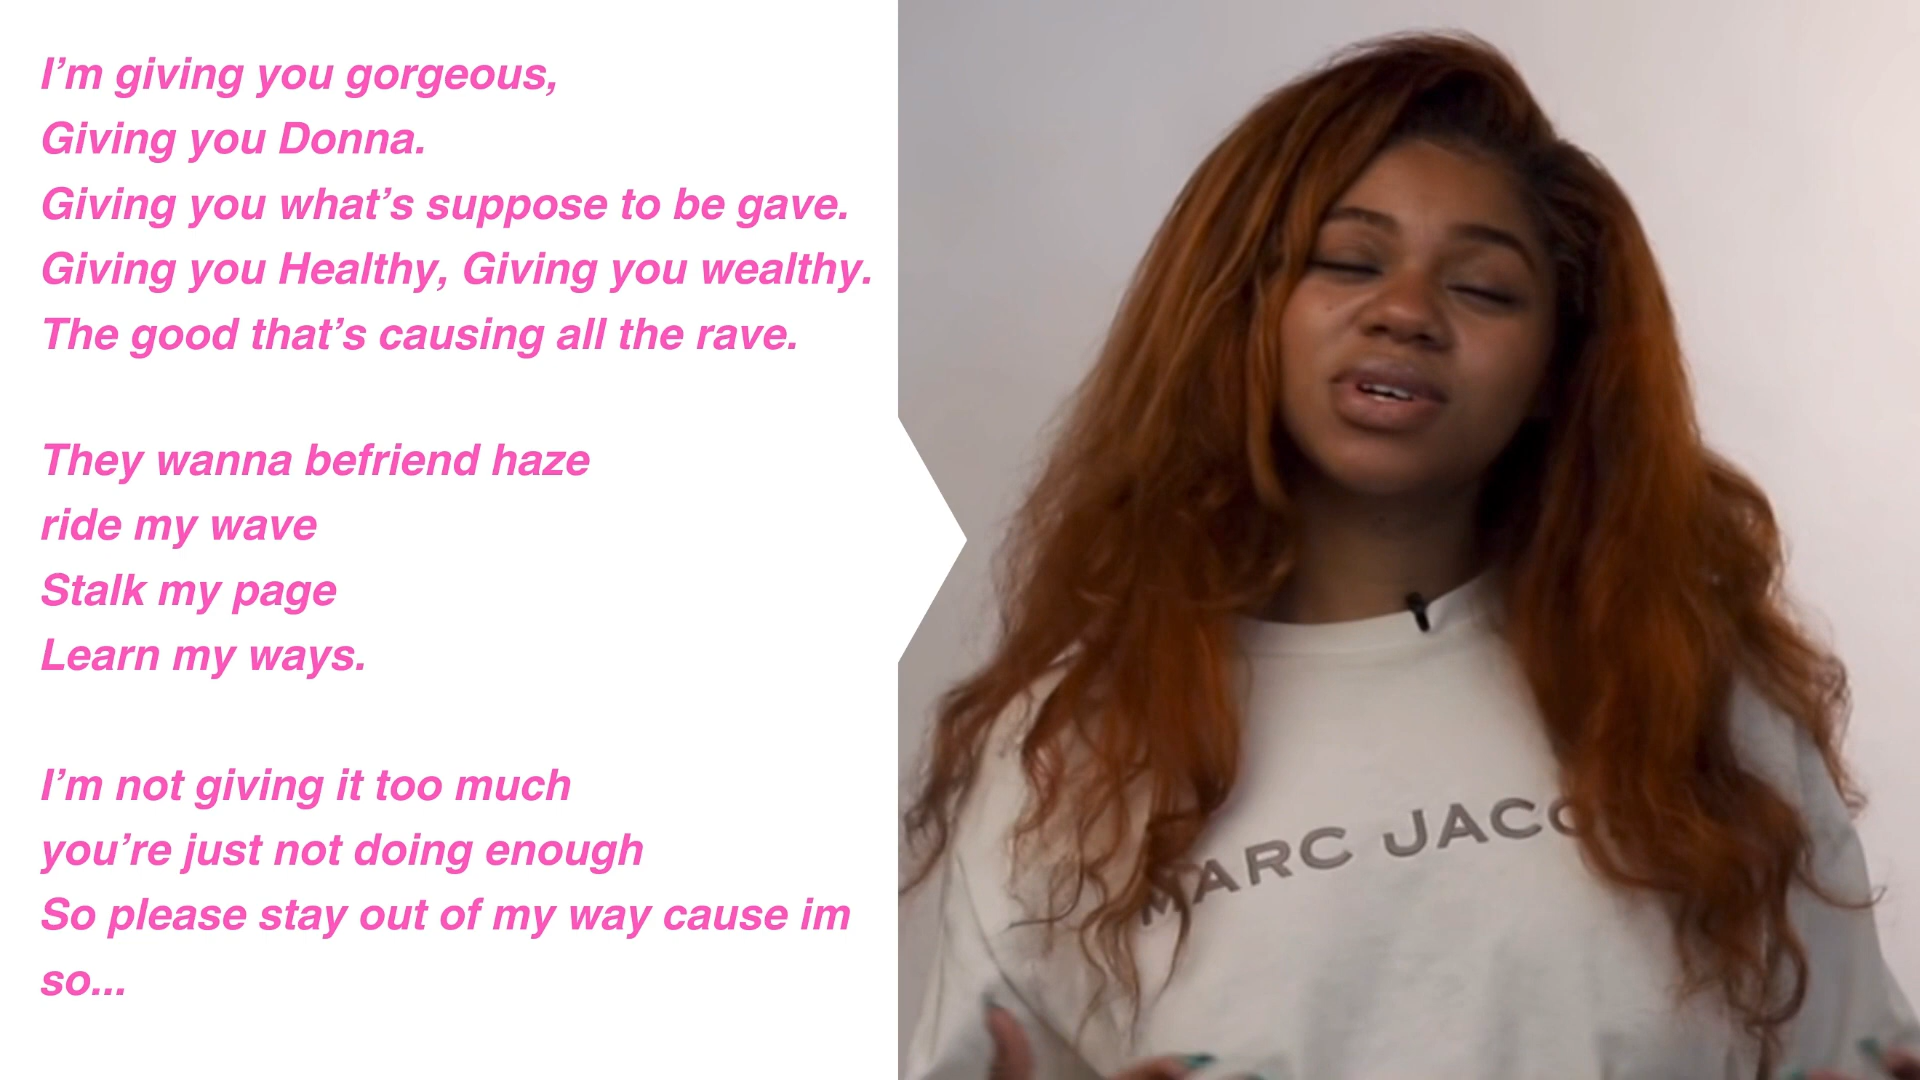 I’m giving you gorgeous,
Giving you Donna.
Giving you what’s suppose to be gave.
Giving you Healthy, Giving you wealthy.
The good that’s causing all the rave.
They wanna befriend haze
ride my wave
Stalk my page
Learn my ways.
I’m not giving it too much
you’re just not doing enough
So please stay out of my way cause im
so...
MARC JACO